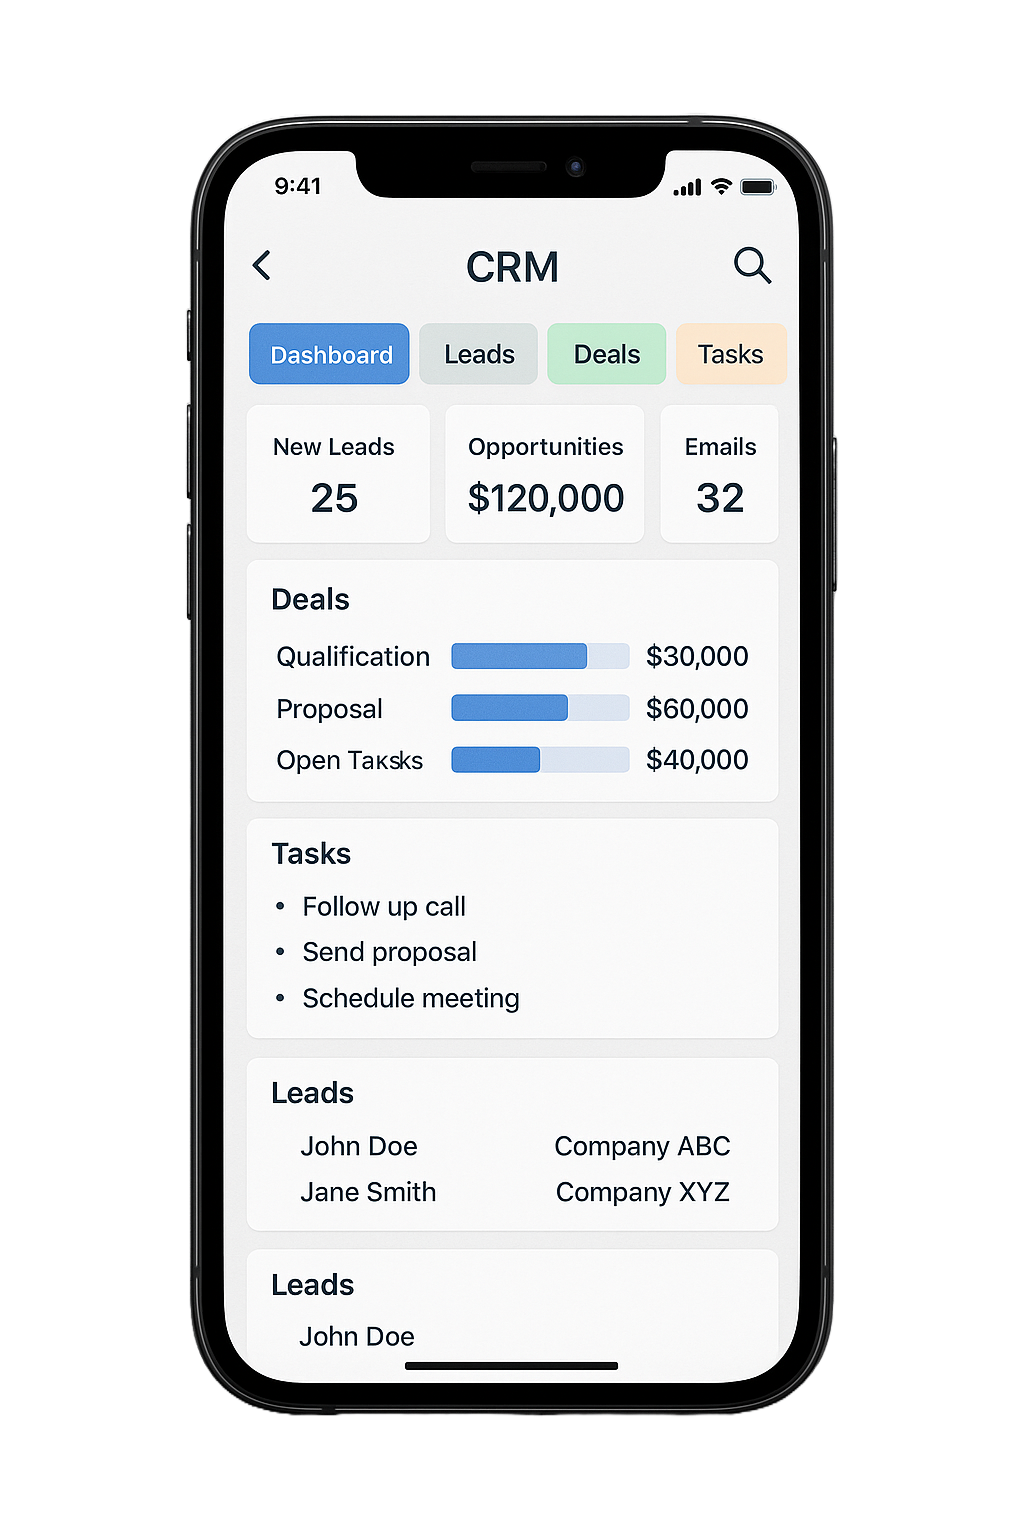 9:41
CRM
Dashboard Leads Deals Tasks
New Leads Opportunities Emails
25 $120,000 32
Deals
Qualification $30,000
Proposal $60,000
Open Taкsks $40,000
Tasks
• Follow up call
• Send proposal
• Schedule meeting
Leads
John Doe Company ABC
Jane Smith Company XYZ
Leads
John Doe